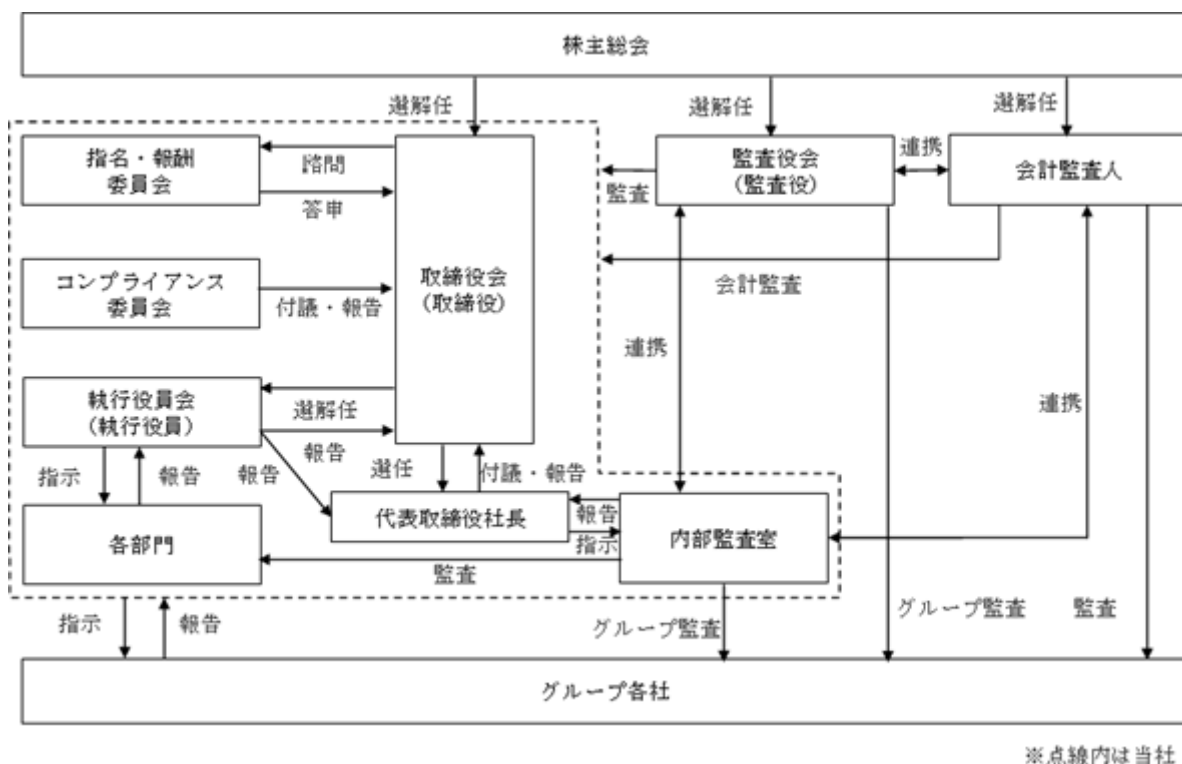 株主総会
選解任
選解任
選解任
指名・報酬
委員会
諮問
答申
取締役会
(取締役)
監査役会
(監査役)
連携
会計監査人
監査
コンプライアンス
委員会
付議・報告
会計監査
連携
連携
執行役員会
(執行役員)
選解任
報告
指示
報告
報告
選任
付議・報告
代表取締役社長
報告
指示
内部監査室
各部門
監査
指示
報告
グループ監査
グループ監査
監査
グループ各社
※点線内は当社